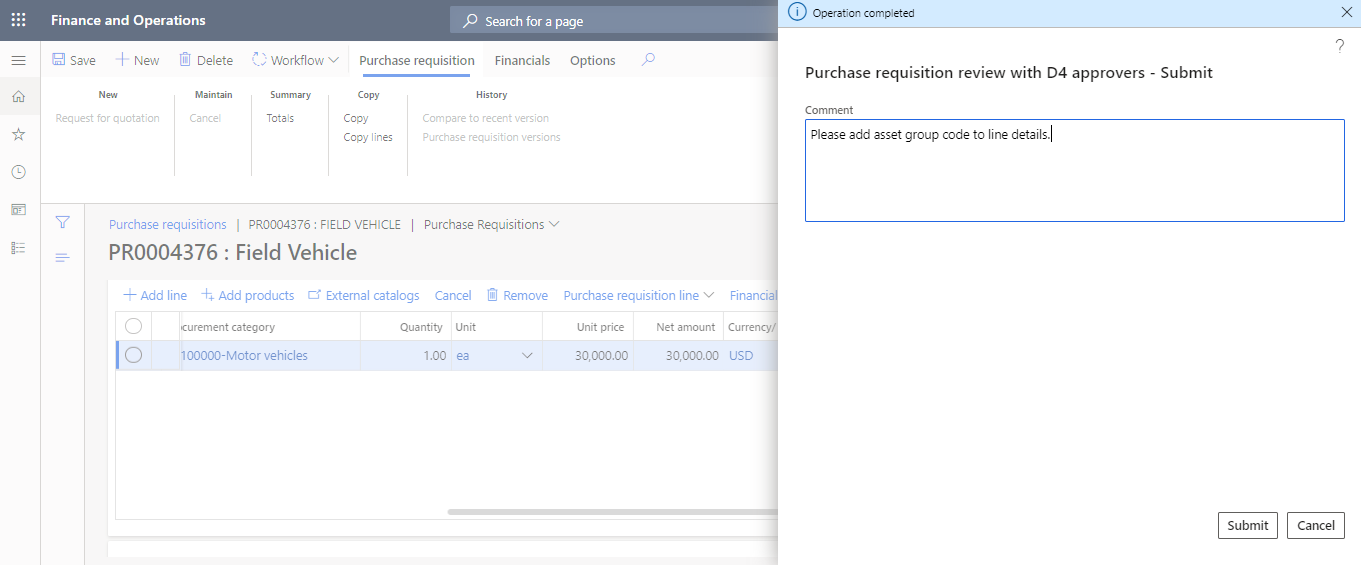 Finance and Operations
Search for a page
Operation completed
Save
New
Delete
Workflow
Purchase requisition
Financials
Options
?
Purchase requisition review with D4 approvers - Submit
New
Maintain
Summary
Copy
History
Request for quotation
Cancel
Totals
Copy
Compare to recent version
Copy lines
Purchase requisition versions
Comment
Please add asset group code to line details.
Purchase requisitions | PR0004376 : FIELD VEHICLE | Purchase Requisitions
PR0004376 : Field Vehicle
Add line
Add products
External catalogs
Cancel
Remove
Purchase requisition line
Financial
curement category
Quantity
Unit
Unit price
Net amount
Currency/
100000-Motor vehicles
1.00
ea
30,000.00
30,000.00
USD
Submit
Cancel